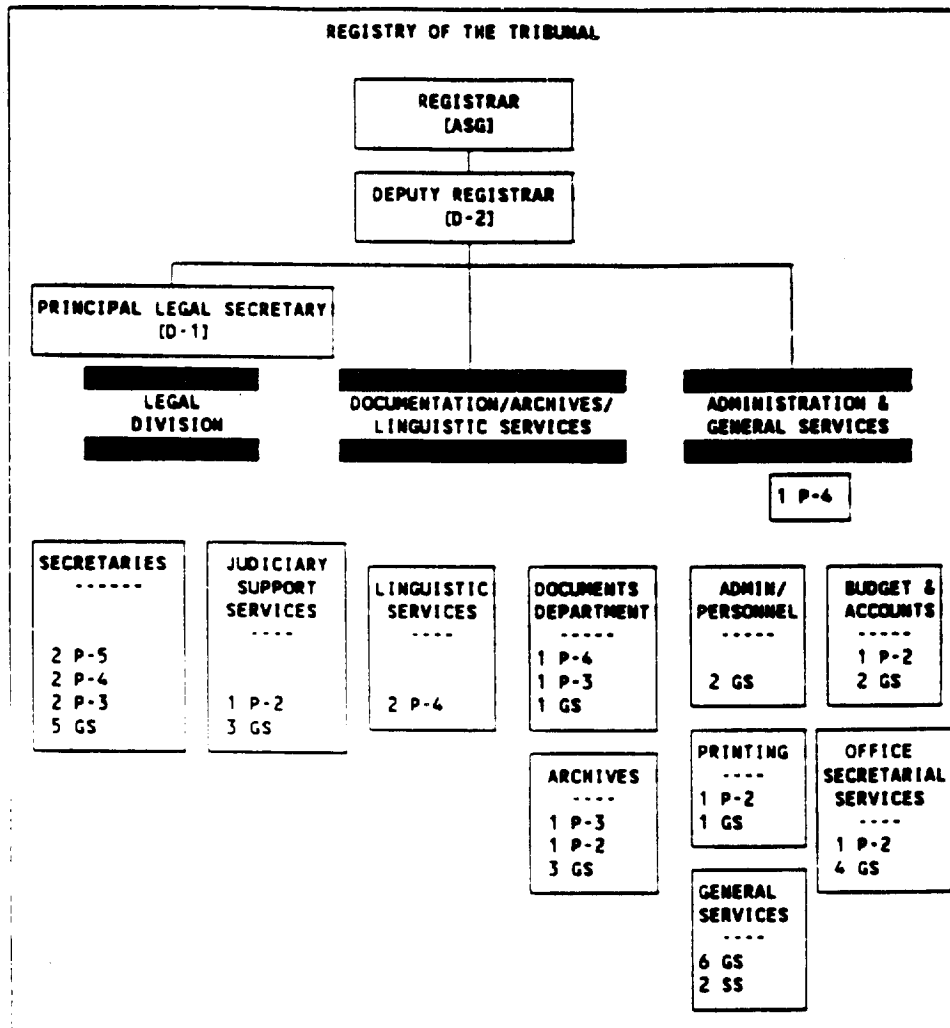 REGISTRY OF THE TRIBUNAL
REGISTRAR
[ASG]
DEPUTY REGISTRAR
[D-2]
PRINCIPAL LEGAL SECRETARY
[D-1]
LEGAL
DIVISION
DOCUMENTATION/ARCHIVES/
LINGUISTIC SERVICES
ADMINISTRATION &
GENERAL SERVICES
1 P-4
SECRETARIES
------
2 P-5
2 P-4
2 P-3
5 GS
JUDICIARY
SUPPORT
SERVICES
----
1 P-2
3 GS
LINGUISTIC
SERVICES
----
2 P-4
DOCUMENTS
DEPARTMENT
-----
1 P-4
1 P-3
1 GS
ARCHIVES
----
1 P-3
1 P-2
3 GS
ADMIN/
PERSONNEL
-----
2 GS
BUDGET &
ACCOUNTS
-----
1 P-2
2 GS
PRINTING
----
1 P-2
1 GS
OFFICE
SECRETARIAL
SERVICES
----
1 P-2
4 GS
GENERAL
SERVICES
----
6 GS
2 SS